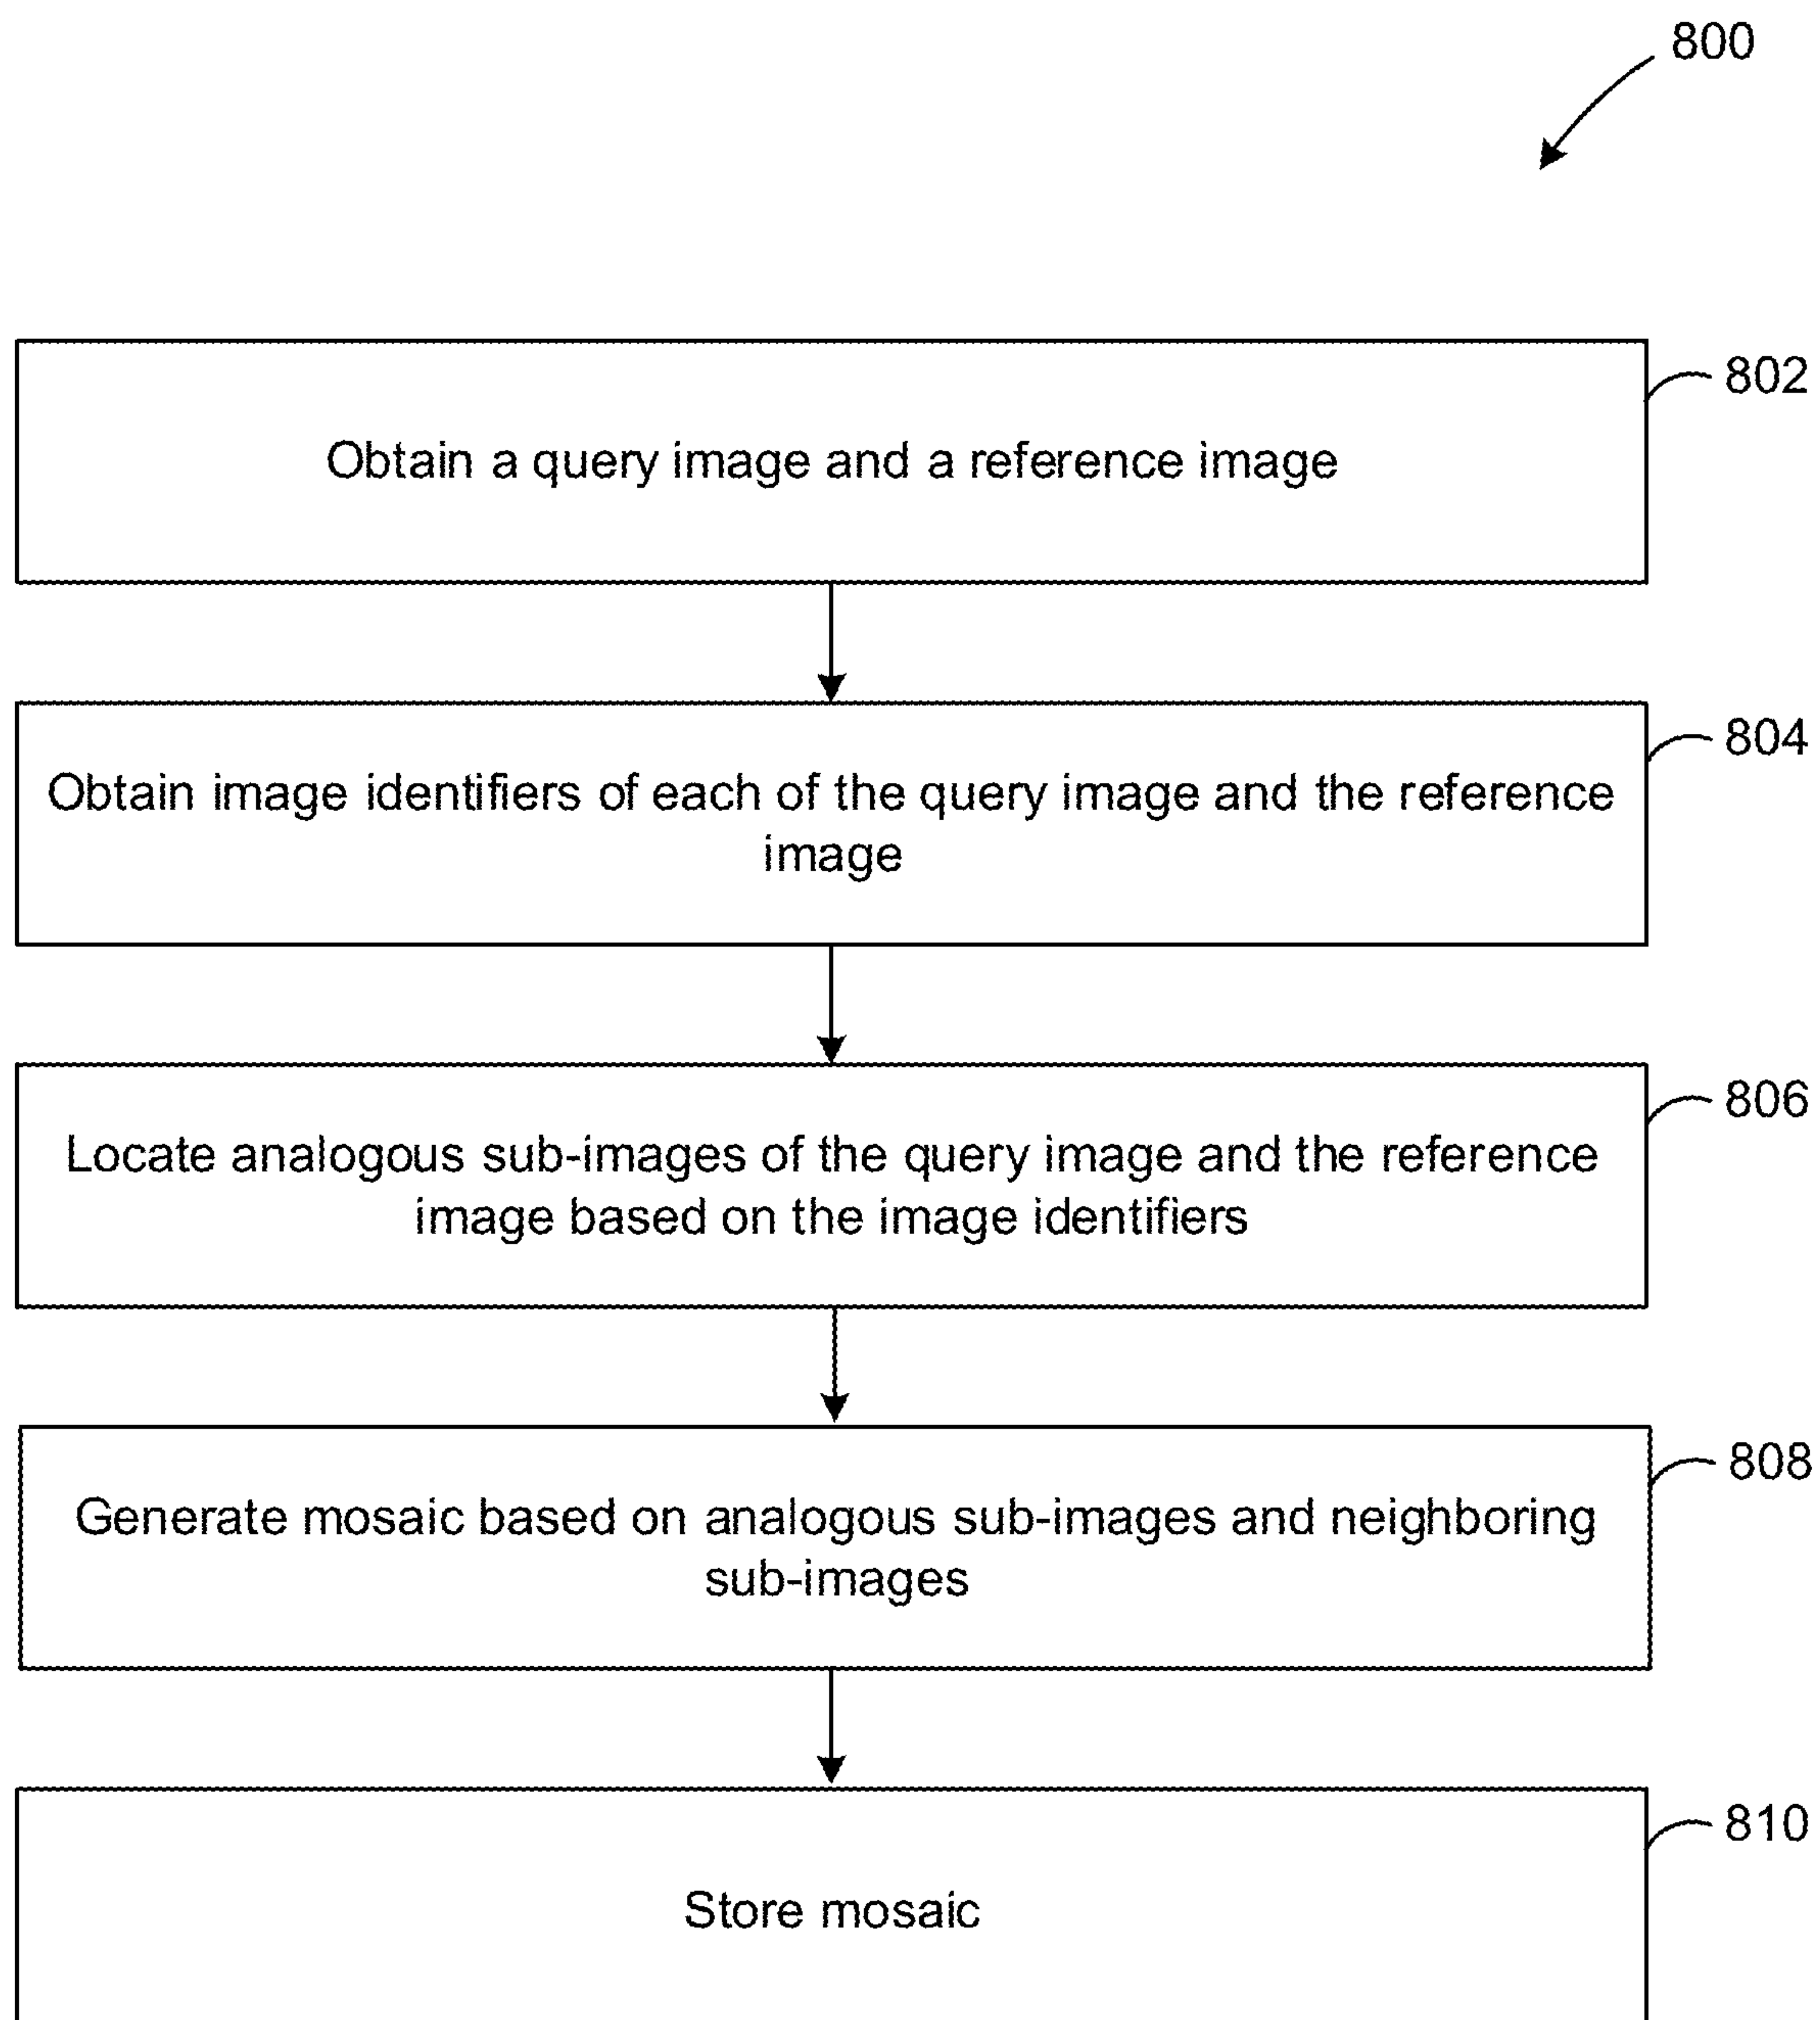 800
802
Obtain a query image and a reference image
804
Obtain image identifiers of each of the query image and the reference
image
806
Locate analogous sub-images of the query image and the reference
image based on the image identifiers
808
Generate mosaic based on analogous sub-images and neighboring
sub-images
810
Store mosaic